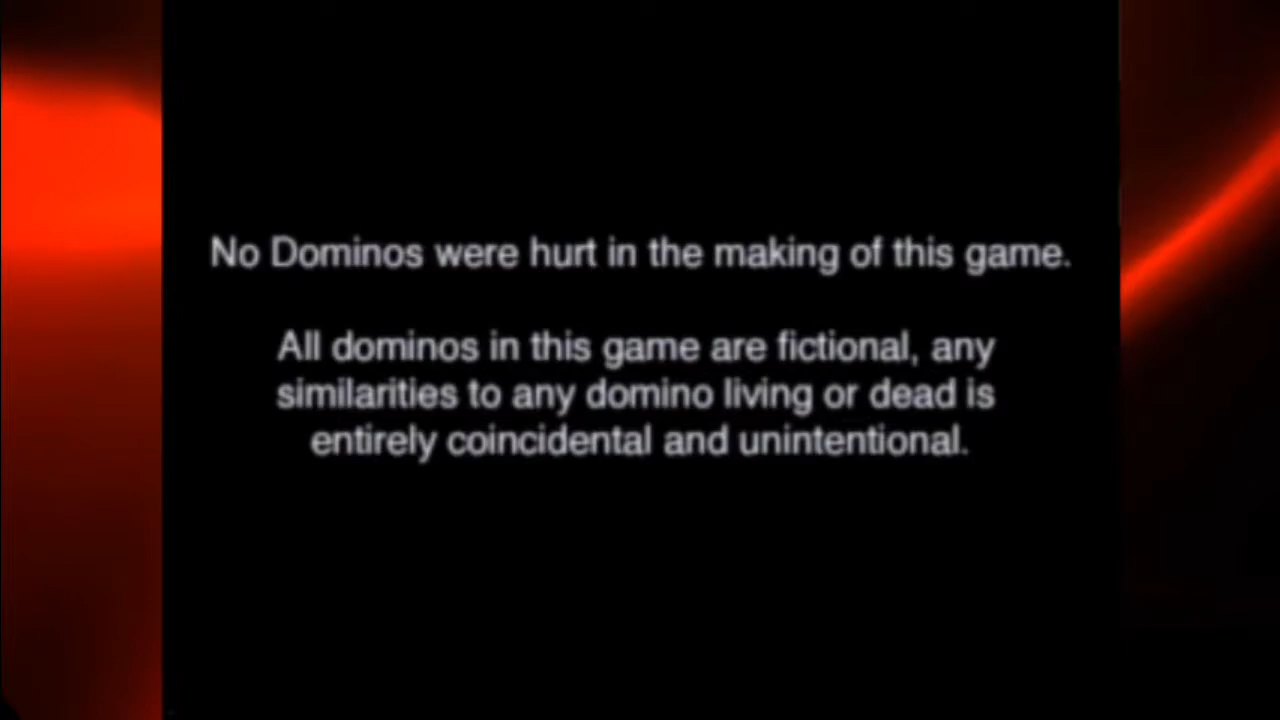 No Dominos were hurt in the making of this game.
All dominos in this game are fictional, any
similarities to any domino living or dead is
entirely coincidental and unintentional.